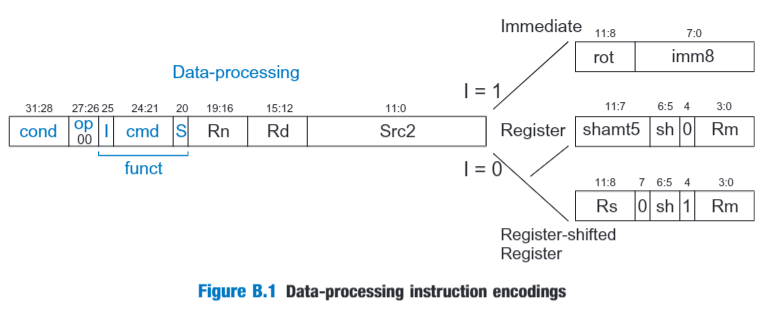 Immediate 11:8 7:0
rot imm8
Data-processing
I = 1
31:28 27:26 25 24:21 20 19:16 15:12 11:0
cond op 00 I cmd S Rn Rd Src2
funct
Register 11:7 6:5 4 3:0
shamt5 sh 0 Rm
I = 0
11:8 7 6:5 4 3:0
Rs 0 sh 1 Rm
Register-shifted
Register
Figure B.1 Data-processing instruction encodings